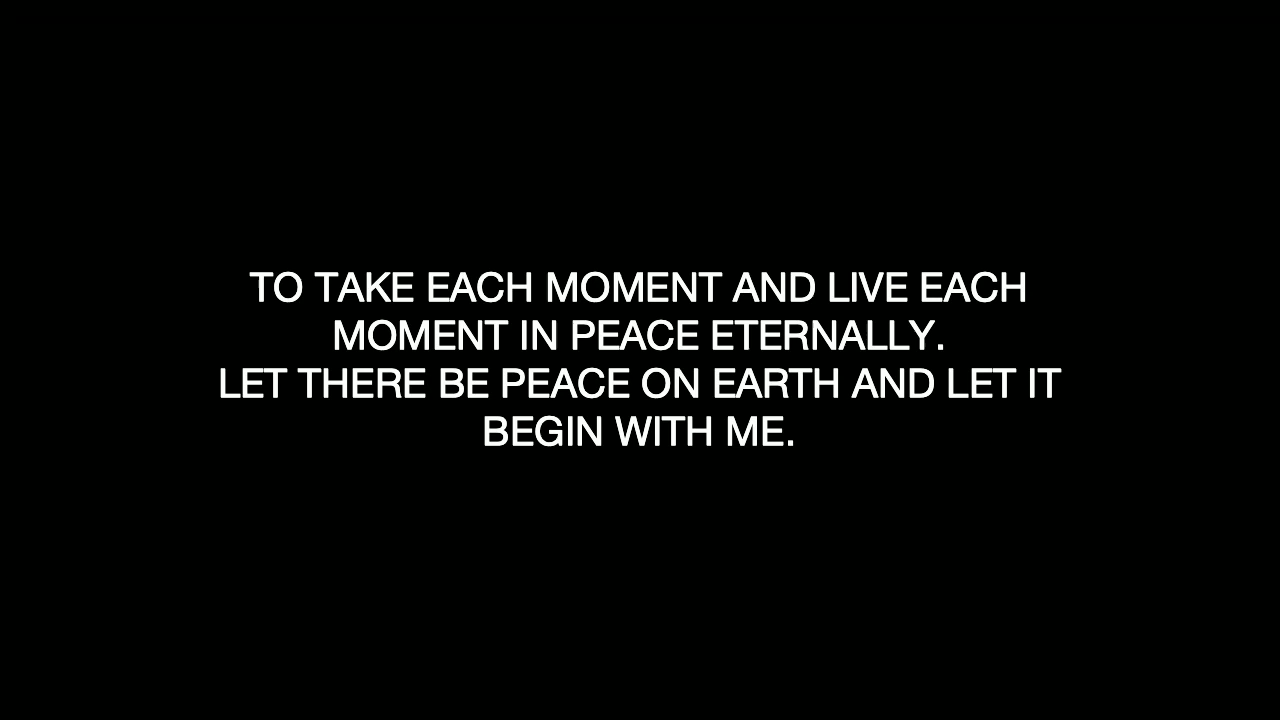 TO TAKE EACH MOMENT AND LIVE EACH
MOMENT IN PEACE ETERNALLY.
LET THERE BE PEACE ON EARTH AND LET IT
BEGIN WITH ME.